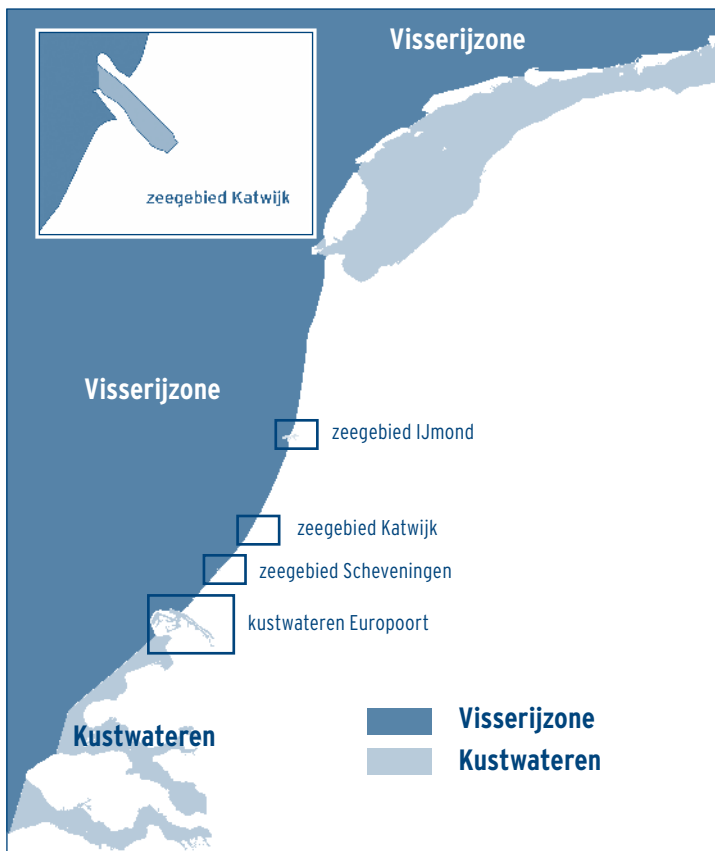 Visserijzone
zeegebied Katwijk
Visserijzone
zeegebied IJmond
zeegebied Katwijk
zeegebied Scheveningen
kustwateren Europoort
Kustwateren
Visserijzone
Kustwateren